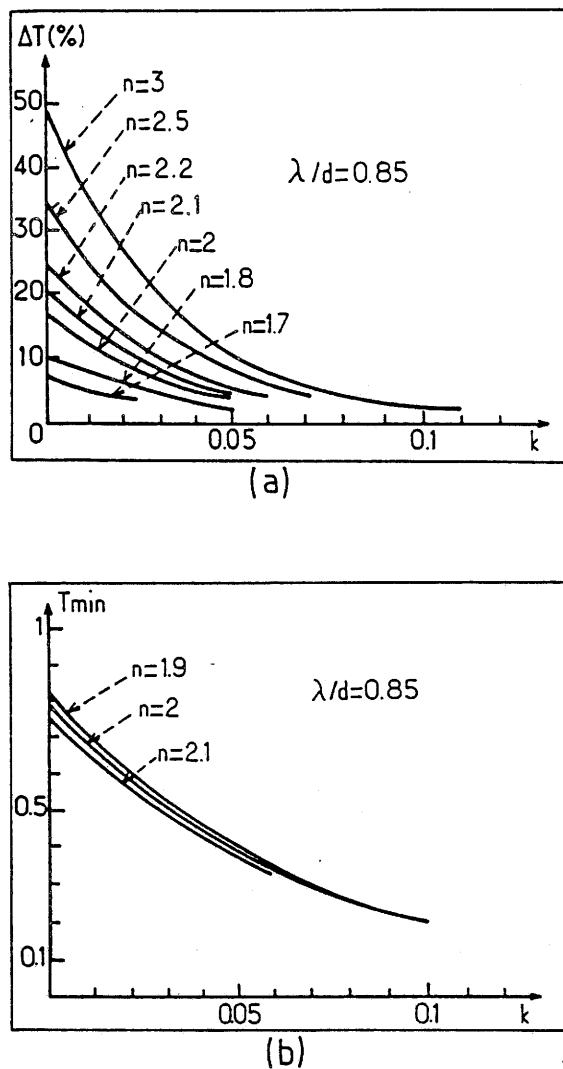 ΔT(%)
n=3
50
n=2.5
n=2.2
λ/d=0.85
40
n=2.1
30
n=2
n=1.8
20
n=1.7
10
0
0.05
0.1
k
(a)
Tmin
1
n=1.9
λ/d=0.85
n=2
n=2.1
0.5
0.1
0.05
0.1
k
(b)